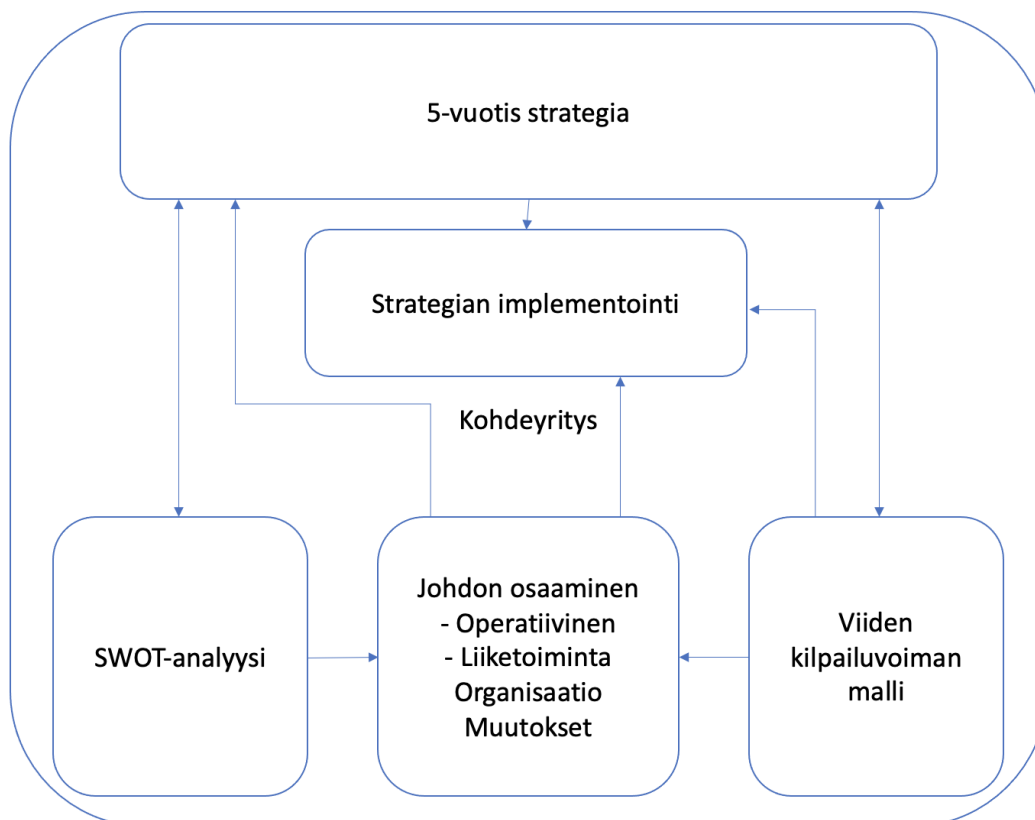 5-vuotis strategia
Strategian implementointi
Kohdeyritys
SWOT-analyysi
Johdon osaaminen
- Operatiivinen
- Liiketoiminta
Organisaatio
Muutokset
Viiden
kilpailuvoiman
malli